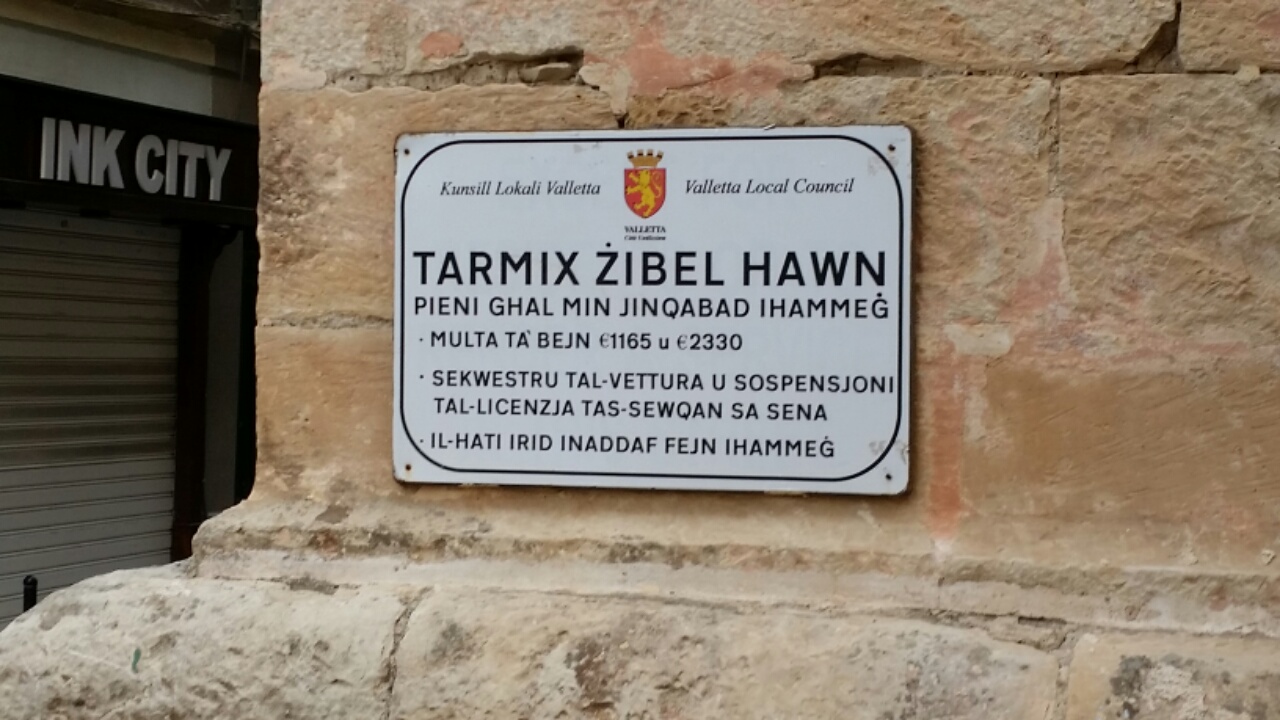 INK CITY
Kunsill Lokali Valletta
Valletta Local Council
VALLETTA
TARMIX ŻIBEL HAWN
PIENI GHAL MIN JINQABAD IHAMMEĠ
· MULTA TA' BEJN €1165 u €2330
· SEKWESTRU TAL-VETTURA U SOSPENSJONI
TAL-LICENZJA TAS-SEWQAN SA SENA
· IL-HATI IRID INADDAF FEJN IHAMMEĠ